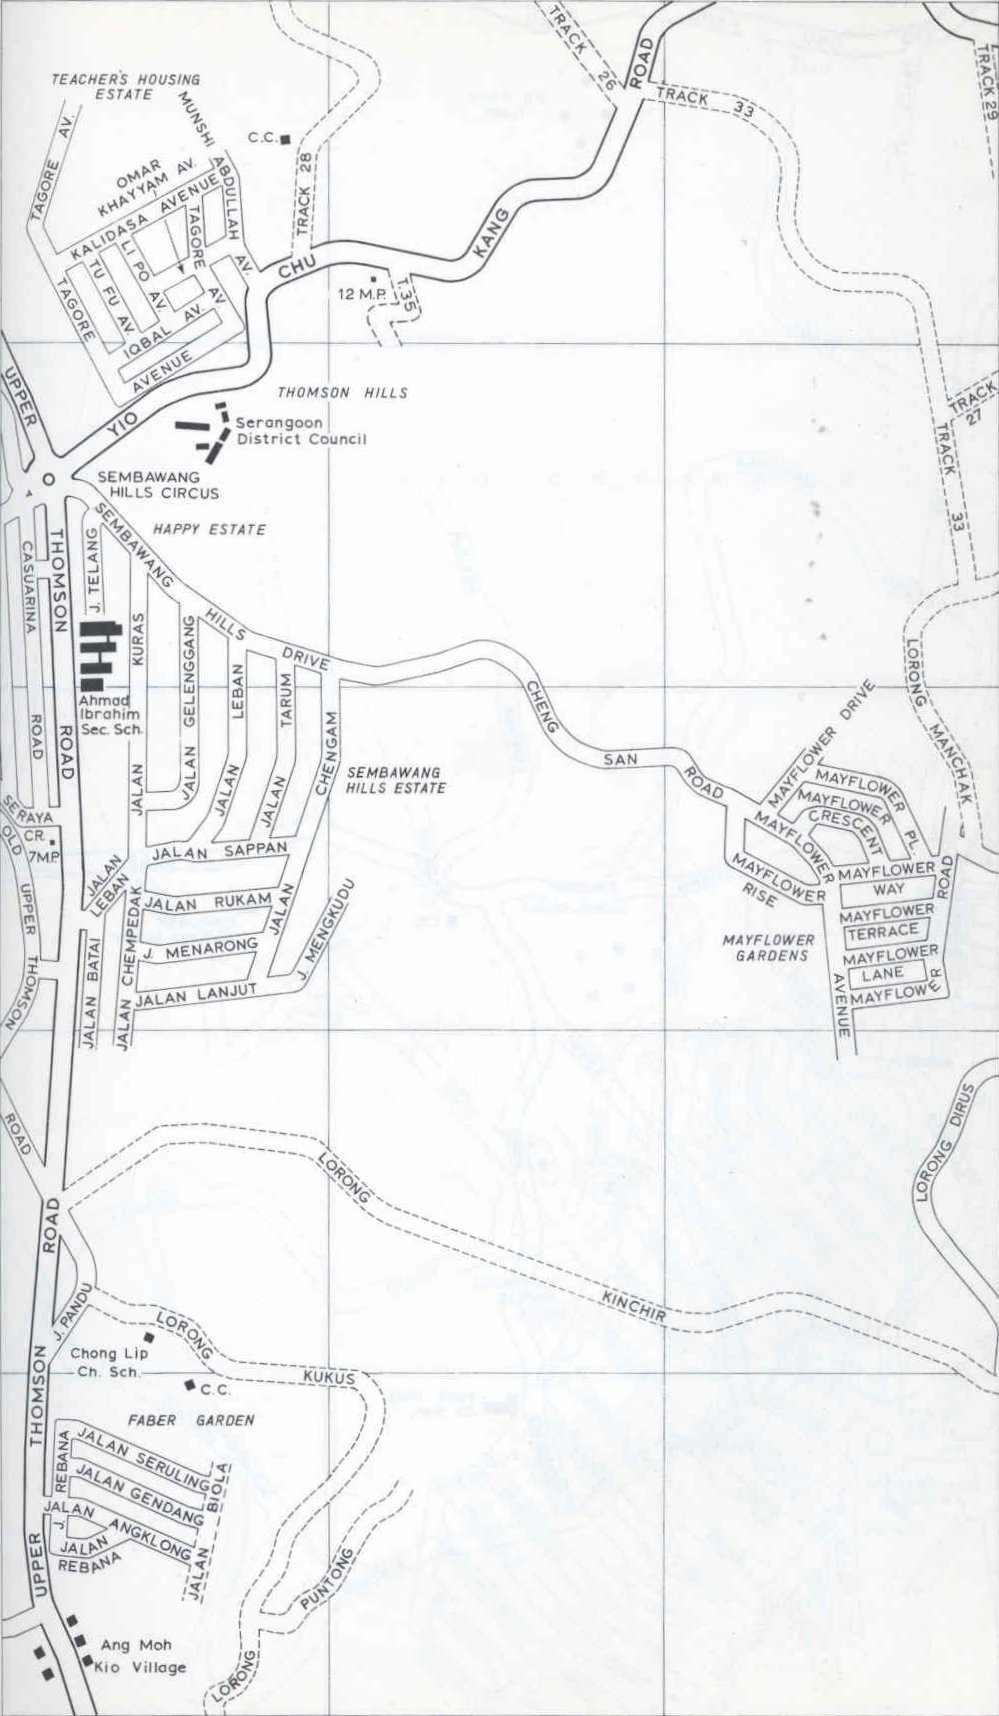 TRACK
26
ROAD
TRACK 33
TRACK 29
TEACHER'S HOUSING
ESTATE
MUNSHI ABDULLAH AV.
C.C.
TAGORE AV.
OMAR
KHAYYAM AV.
KALIDASA AVENUE
TRACK 28
TAGORE AV
LI PO AV.
TU FU AV.
IQBAL AV.
TAGORE
AVENUE
CHU
KANG
12 M.P.
T.35
UPPER
YIO
THOMSON HILLS
Serangoon
District Council
TRACK
27
TRACK
33
SEMBAWANG
HILLS CIRCUS
HAPPY ESTATE
SEMBAWANG
HILLS
DRIVE
THOMSON
ROAD
CASUARINA
ROAD
J. TELANG
JALAN KURAS
Ahmad
Ibrahim
Sec. Sch.
JALAN GELENGGANG
JALAN LEBAN
JALAN TARUM
JALAN CHENGAM
SEMBAWANG
HILLS ESTATE
CHENG
SAN
ROAD
LORONG
MANCHAK
MAYFLOWER DRIVE
MAYFLOWER PL.
MAYFLOWER
CRESCENT
MAYFLOWER
MAYFLOWER
RISE
MAYFLOWER
WAY
MAYFLOWER
TERRACE
MAYFLOWER
LANE
MAYFLOWER
ROAD
AVENUE
MAYFLOWER
GARDENS
SERAYA
CR.
7M.P.
OLD
UPPER
THOMSON
ROAD
JALAN
LEBAN
JALAN SAPPAN
JALAN RUKAM
J. MENARONG
JALAN LANJUT
J. MENGKUDU
JALAN BATAI
JALAN CHEMPEDAK
LORONG DIRUS
LORONG
KINCHIR
ROAD
J. PANDU
LORONG
KUKUS
Chong Lip
Ch. Sch.
C.C.
FABER GARDEN
THOMSON
UPPER
REBANA
J.
JALAN SERULING
JALAN GENDANG
JALAN ANGKLONG
JALAN
REBANA
JALAN BIOLA
PUNTONG
LORONG
Ang Moh
Kio Village